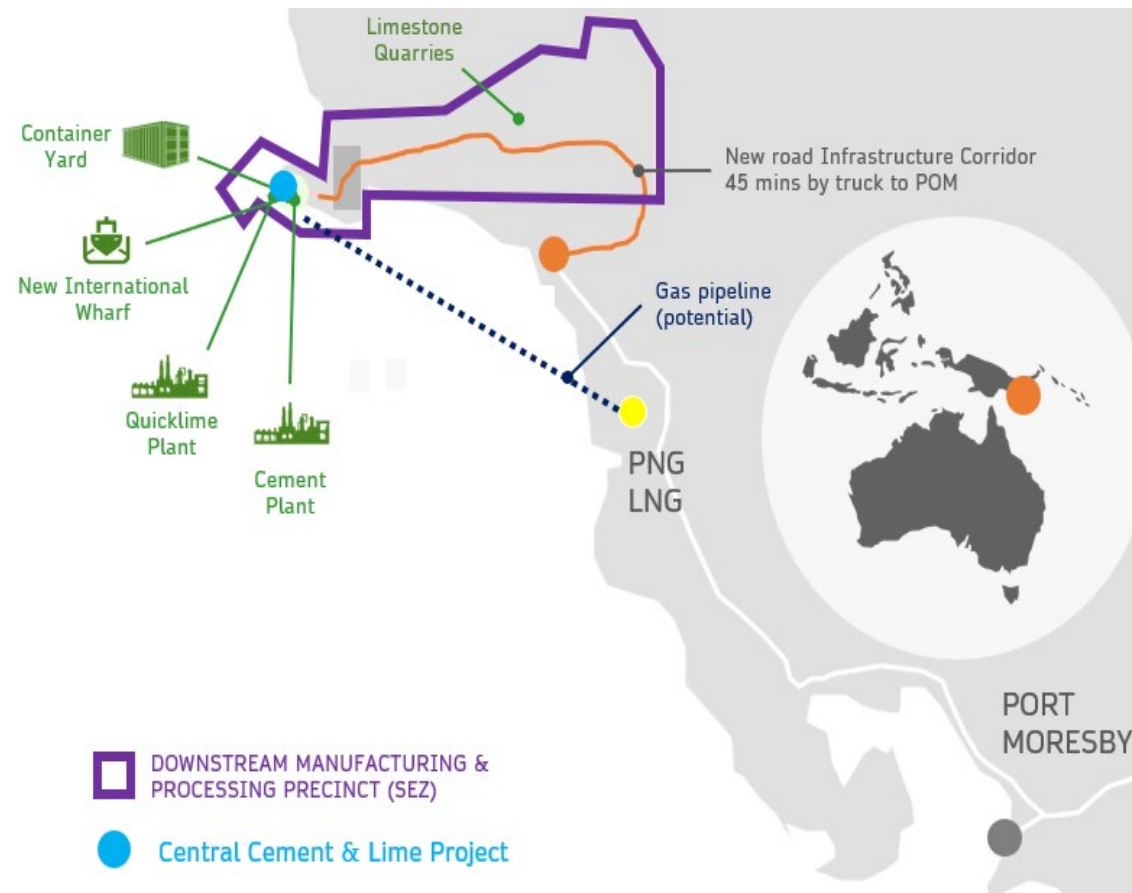 Limestone
Quarries
Container
Yard
New road Infrastructure Corridor
45 mins by truck to POM
New International
Wharf
Gas pipeline
(potential)
Quicklime
Plant
Cement
Plant
PNG
LNG
PORT
MORESBY
DOWNSTREAM MANUFACTURING &
PROCESSING PRECINCT (SEZ)
Central Cement & Lime Project